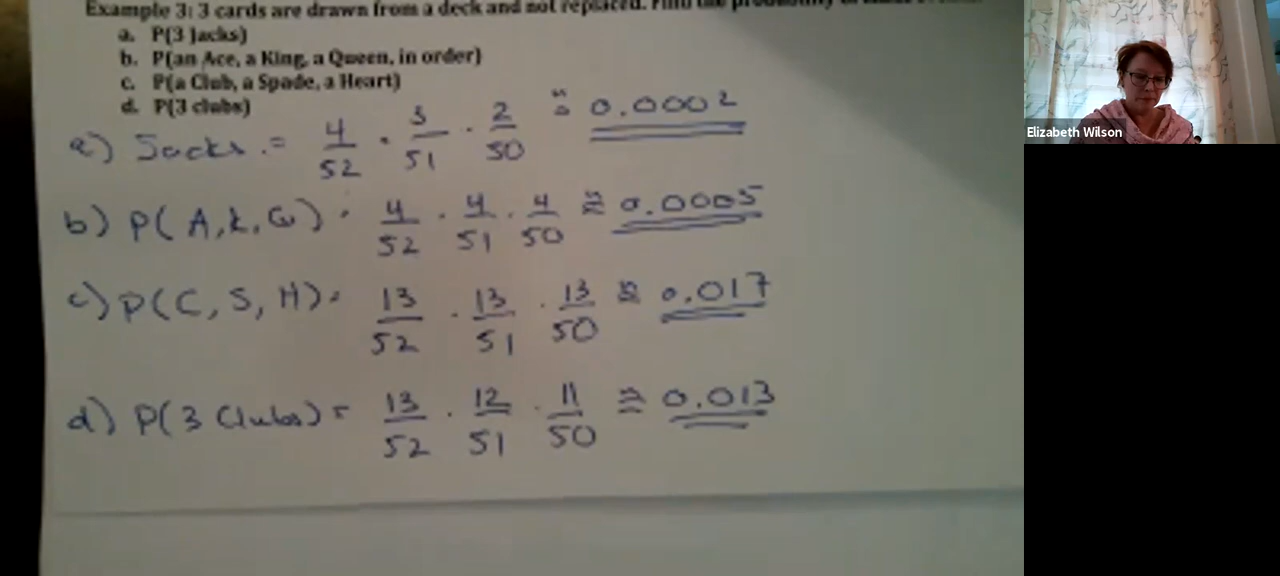 Example 3: 3 cards are drawn from a deck and not replaced. Find the probability
a. P(3 Jacks)
b. P(an Ace, a King, a Queen, in order)
c. P(a Club, a Spade, a Heart)
d. P(3 clubs)
a) Jacks = 4/52 · 3/51 · 2/50 ≈ 0.0002
b) P(A, K, Q) = 4/52 · 4/51 · 4/50 ≈ 0.0005
c) P(C, S, H) = 13/52 · 13/51 · 13/50 ≈ 0.017
d) P(3 Clubs) = 13/52 · 12/51 · 11/50 ≈ 0.013
Elizabeth Wilson